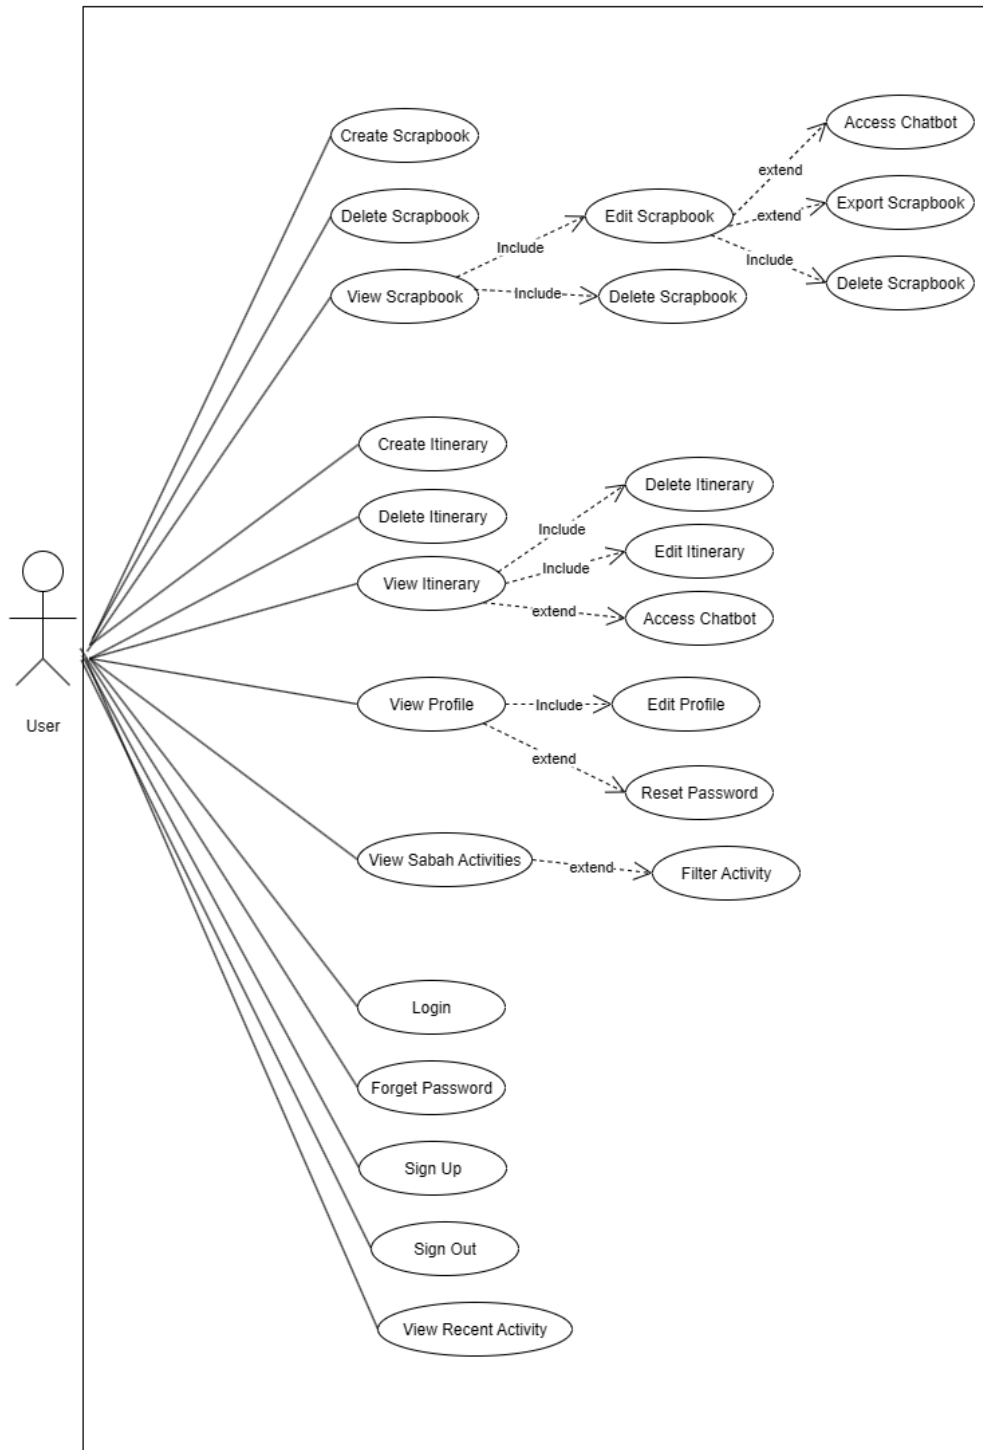 Create Scrapbook
Access Chatbot
extend
Delete Scrapbook
Edit Scrapbook
extend
Export Scrapbook
Include
Include
View Scrapbook
Include
Delete Scrapbook
Delete Scrapbook
Create Itinerary
Delete Itinerary
Delete Itinerary
Include
Edit Itinerary
View Itinerary
Include
extend
Access Chatbot
User
View Profile
Include
Edit Profile
extend
Reset Password
View Sabah Activities
extend
Filter Activity
Login
Forget Password
Sign Up
Sign Out
View Recent Activity